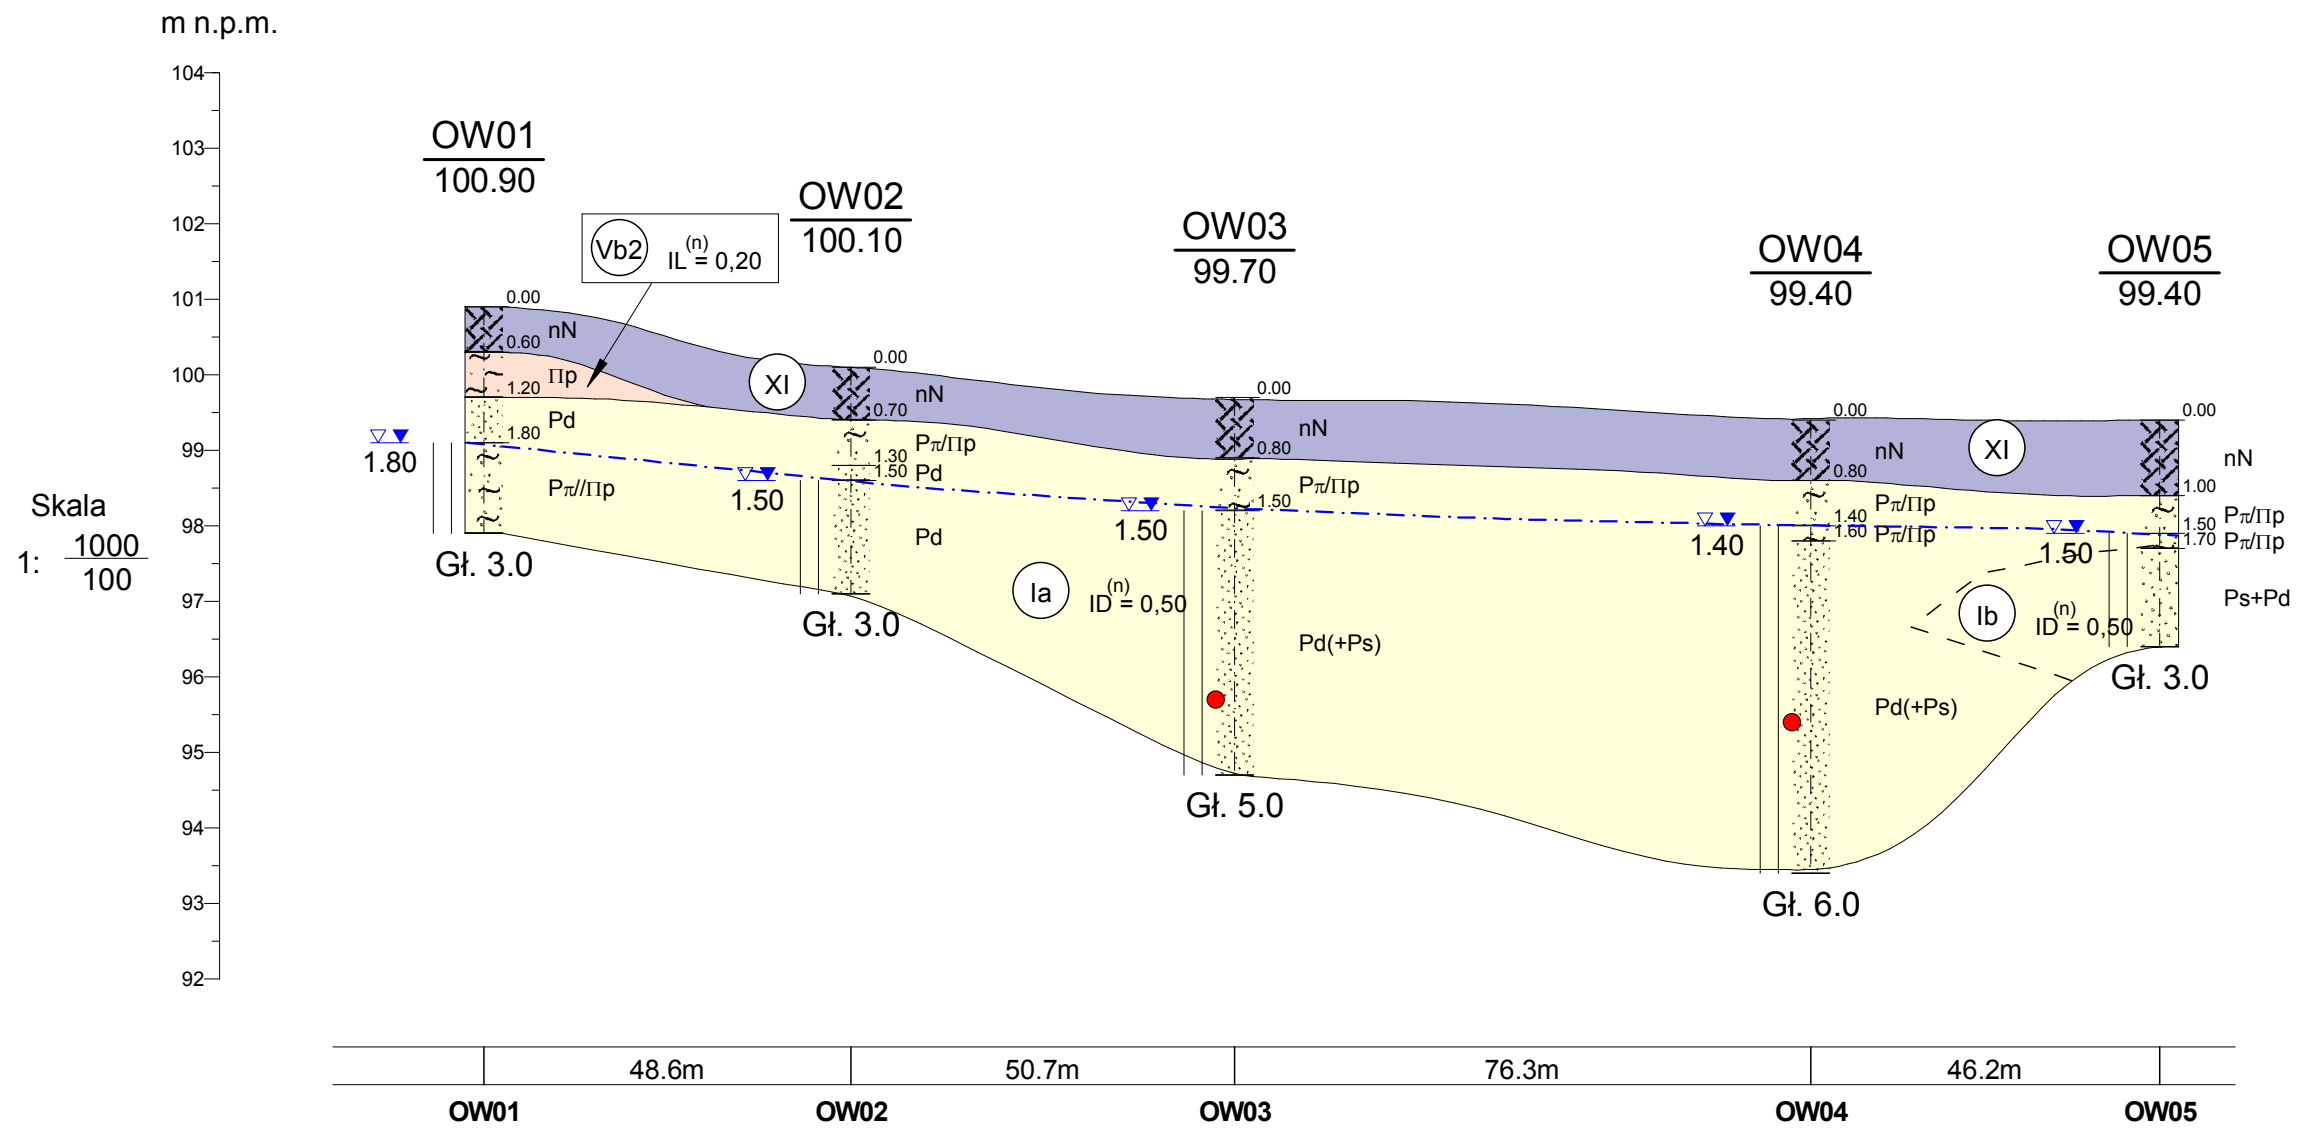 m n.p.m.
104
103
102
101
100
99
98
97
96
95
94
93
92
Skala
1: 1000
100
OW01
100.90
OW02
100.10
OW03
99.70
OW04
99.40
OW05
99.40
Vb2 IL(n) = 0,20
0.00
nN
0.60
Πp
1.20
Pd
1.80
Pπ//Πp
1.80
Gł. 3.0
XI
0.00
nN
0.70
Pπ/Πp
1.30
Pd
1.50
Pd
1.50
Gł. 3.0
Ia ID(n) = 0,50
0.00
nN
0.80
Pπ/Πp
1.50
1.50
Pd(+Ps)
Gł. 5.0
0.00
nN
0.80
Pπ/Πp
1.40
Pπ/Πp
1.60
1.40
Pd(+Ps)
Gł. 6.0
XI
Ib ID(n) = 0,50
0.00
nN
1.00
Pπ/Πp
1.50
Pπ/Πp
1.70
1.50
Ps+Pd
Gł. 3.0
48.6m 50.7m 76.3m 46.2m
OW01 OW02 OW03 OW04 OW05